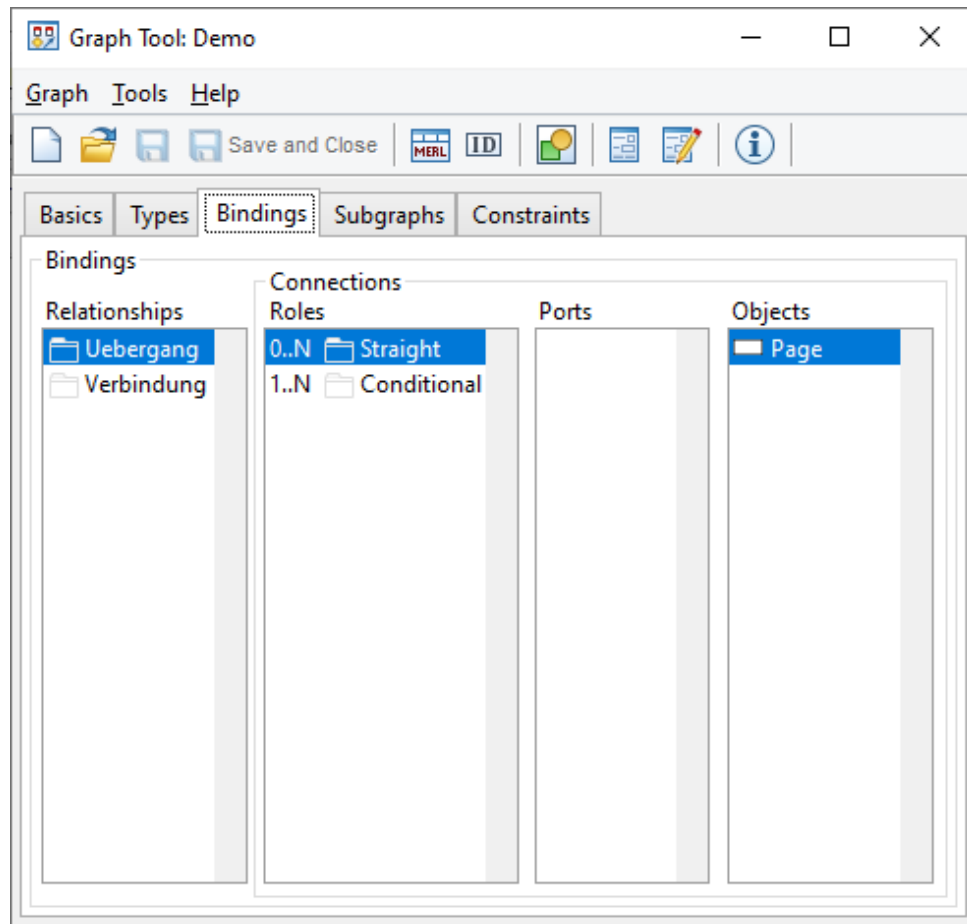 Graph Tool: Demo
Graph Tools Help
Save and Close MERL ID
Basics Types Bindings Subgraphs Constraints
Bindings
Connections
Relationships Roles Ports Objects
Uebergang 0..N Straight Page
Verbindung 1..N Conditional